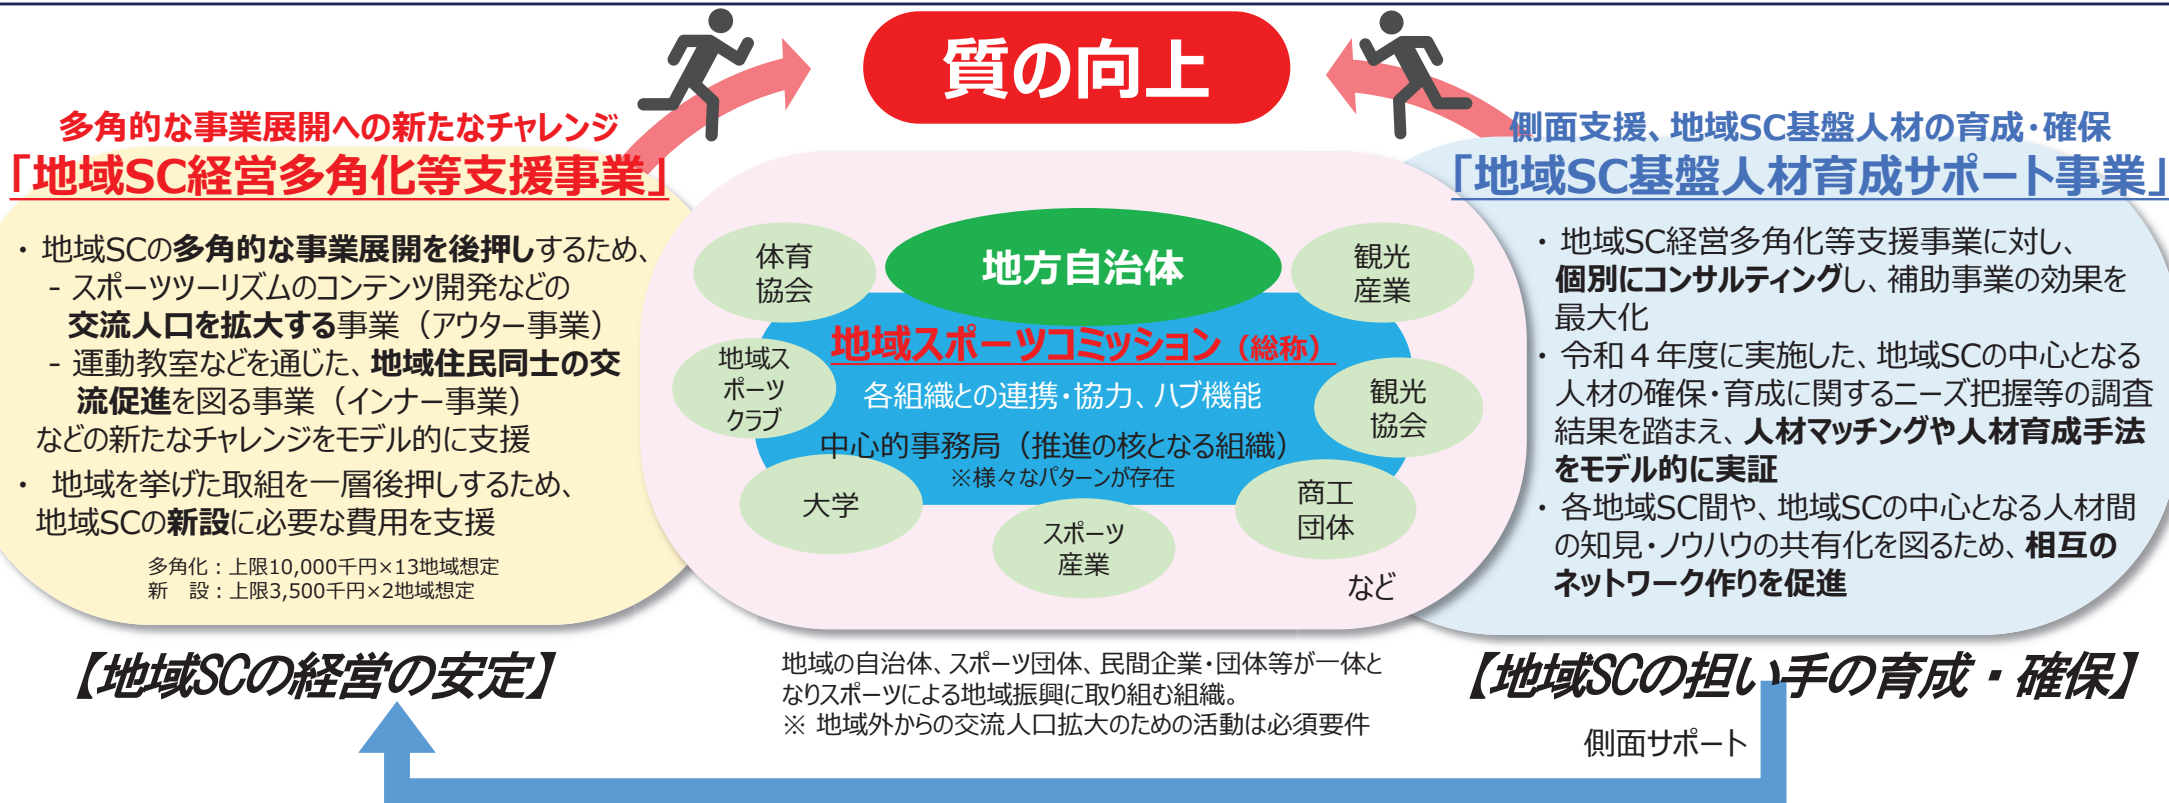 質の向上
多角的な事業展開への新たなチャレンジ
「地域SC経営多角化等支援事業」
・ 地域SCの多角的な事業展開を後押しするため、
- スポーツツーリズムのコンテンツ開発などの
交流人口を拡大する事業（アウター事業）
- 運動教室などを通じた、地域住民同士の交
流促進を図る事業（インナー事業）
などの新たなチャレンジをモデル的に支援
・ 地域を挙げた取組を一層後押しするため、
地域SCの新設に必要な費用を支援
多角化：上限10,000千円×13地域想定
新　設：上限3,500千円×2地域想定
【地域SCの経営の安定】
地方自治体
体育
協会
観光
産業
地域スポーツコミッション（総称）
地域ス
ポーツ
クラブ
各組織との連携・協力、ハブ機能
観光
協会
中心的事務局（推進の核となる組織）
※様々なパターンが存在
大学
スポーツ
産業
商工
団体
など
地域の自治体、スポーツ団体、民間企業・団体等が一体と
なりスポーツによる地域振興に取り組む組織。
※ 地域外からの交流人口拡大のための活動は必須要件
側面支援、地域SC基盤人材の育成・確保
「地域SC基盤人材育成サポート事業」
・ 地域SC経営多角化等支援事業に対し、
個別にコンサルティングし、補助事業の効果を
最大化
・ 令和４年度に実施した、地域SCの中心となる
人材の確保・育成に関するニーズ把握等の調査
結果を踏まえ、人材マッチングや人材育成手法
をモデル的に実証
・ 各地域SC間や、地域SCの中心となる人材間
の知見・ノウハウの共有化を図るため、相互の
ネットワーク作りを促進
【地域SCの担い手の育成・確保】
側面サポート